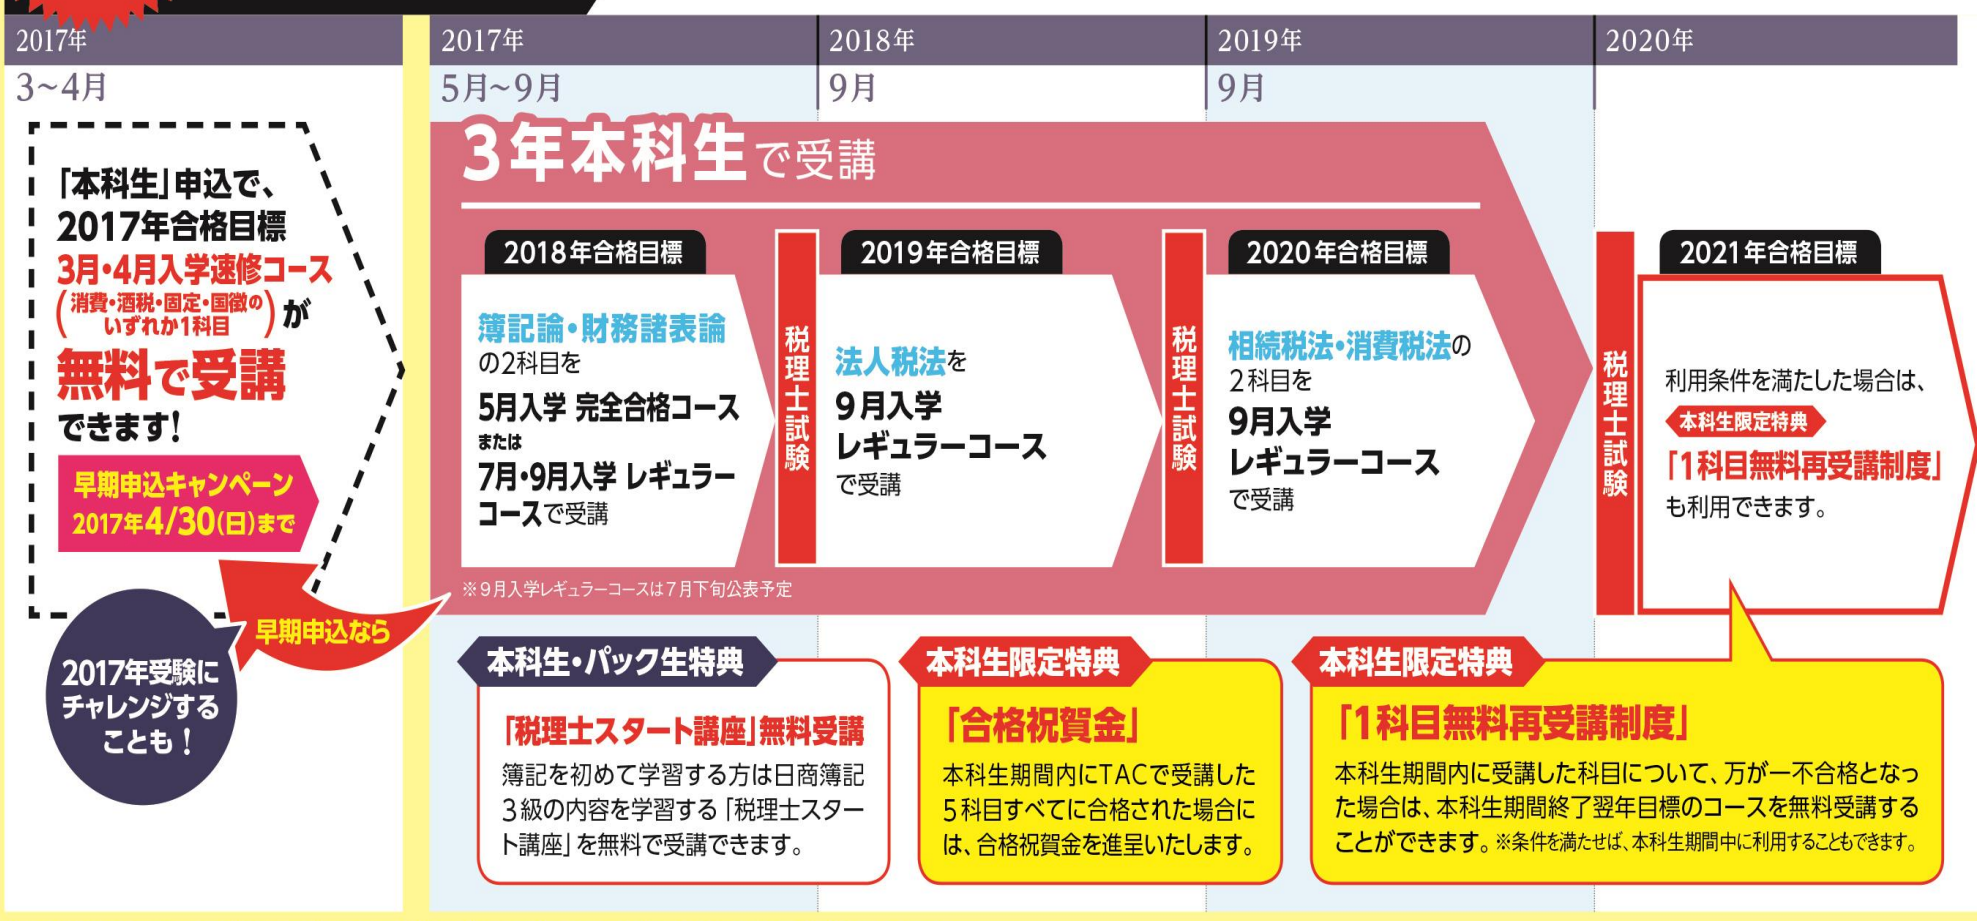 2017年
3~4月
「本科生」申込で、
2017年合格目標
3月・4月入学速修コース
(消費・酒税・固定・国徴の
いずれか1科目)が
無料で受講
できます!
早期申込キャンペーン
2017年4/30(日)まで
早期申込なら
2017年受験に
チャレンジする
ことも!
2017年
5月~9月
2018年
9月
2019年
9月
2020年
3年本科生で受講
2018年合格目標
簿記論・財務諸表論
の2科目を
5月入学 完全合格コース
または
7月・9月入学 レギュラー
コースで受講
税理士試験
2019年合格目標
法人税法を
9月入学
レギュラーコース
で受講
税理士試験
2020年合格目標
相続税法・消費税法の
2科目を
9月入学
レギュラーコース
で受講
税理士試験
2021年合格目標
利用条件を満たした場合は、
本科生限定特典
「1科目無料再受講制度」
も利用できます。
※9月入学レギュラーコースは7月下旬公表予定
本科生・パック生特典
「税理士スタート講座」無料受講
簿記を初めて学習する方は日商簿記
3級の内容を学習する「税理士スター
ト講座」を無料で受講できます。
本科生限定特典
「合格祝賀金」
本科生期間内にTACで受講した
5科目すべてに合格された場合に
は、合格祝賀金を進呈いたします。
本科生限定特典
「1科目無料再受講制度」
本科生期間内に受講した科目について、万が一不合格となっ
た場合は、本科生期間終了翌年目標のコースを無料受講する
ことができます。※条件を満たせば、本科生期間中に利用することもできます。